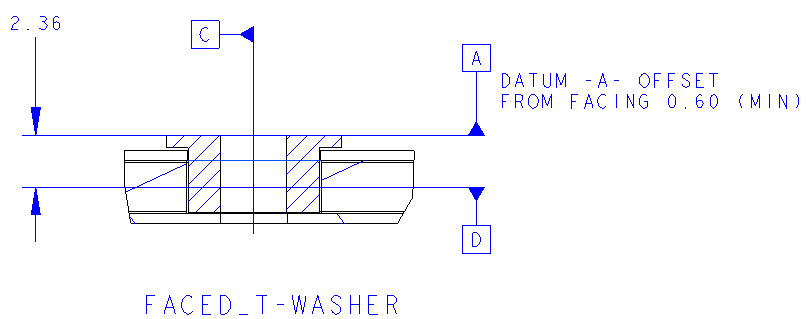 2.36
C
A
DATUM -A- OFFSET
FROM FACING 0.60 (MIN)
D
FACED_T-WASHER